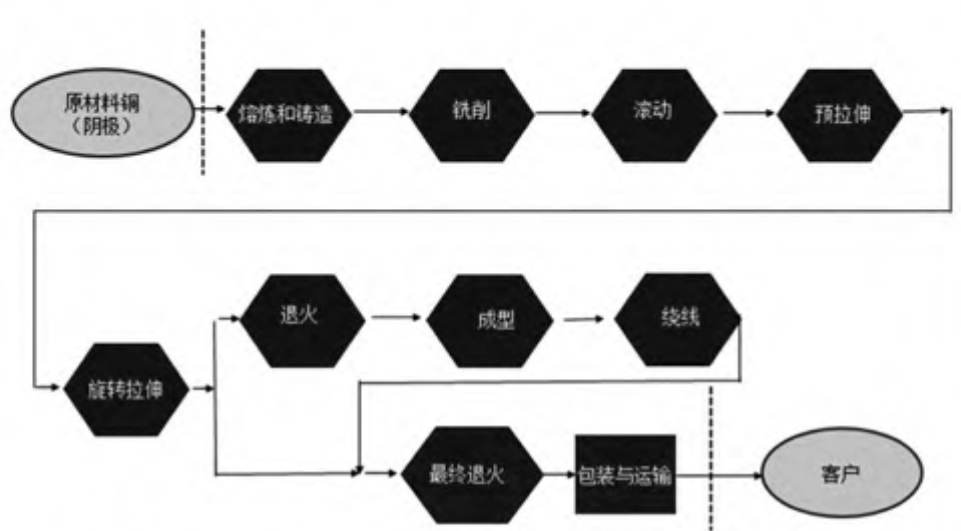 原材料铜
（阴极）
熔炼和铸造
铣削
滚动
预拉伸
退火
成型
绕线
旋转拉伸
最终退火
包装与运输
客户